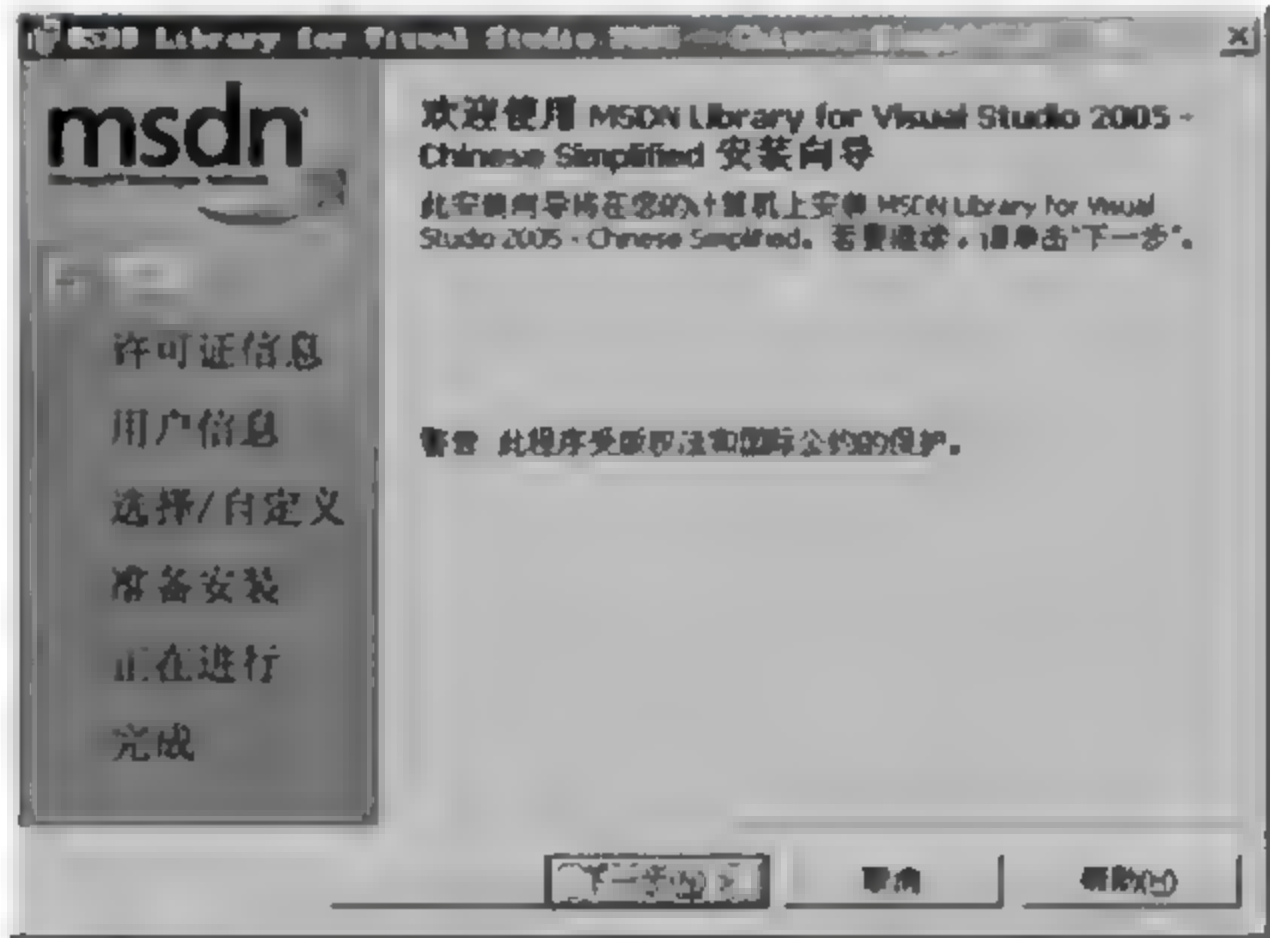 Library for Visual Studio
msdn
欢迎使用 MSDN Library for Visual Studio 2005 -
Chinese Simplified 安装向导
此安装向导将在您的计算机上安装 MSDN Library for Visual
Studio 2005 - Chinese Simplified。若要继续，请单击“下一步”。
许可证信息
用户信息
选择/自定义
准备安装
正在进行
完成
警告 此程序受版权法和国际公约的保护。
下一步(N) >
取消
帮助(H)